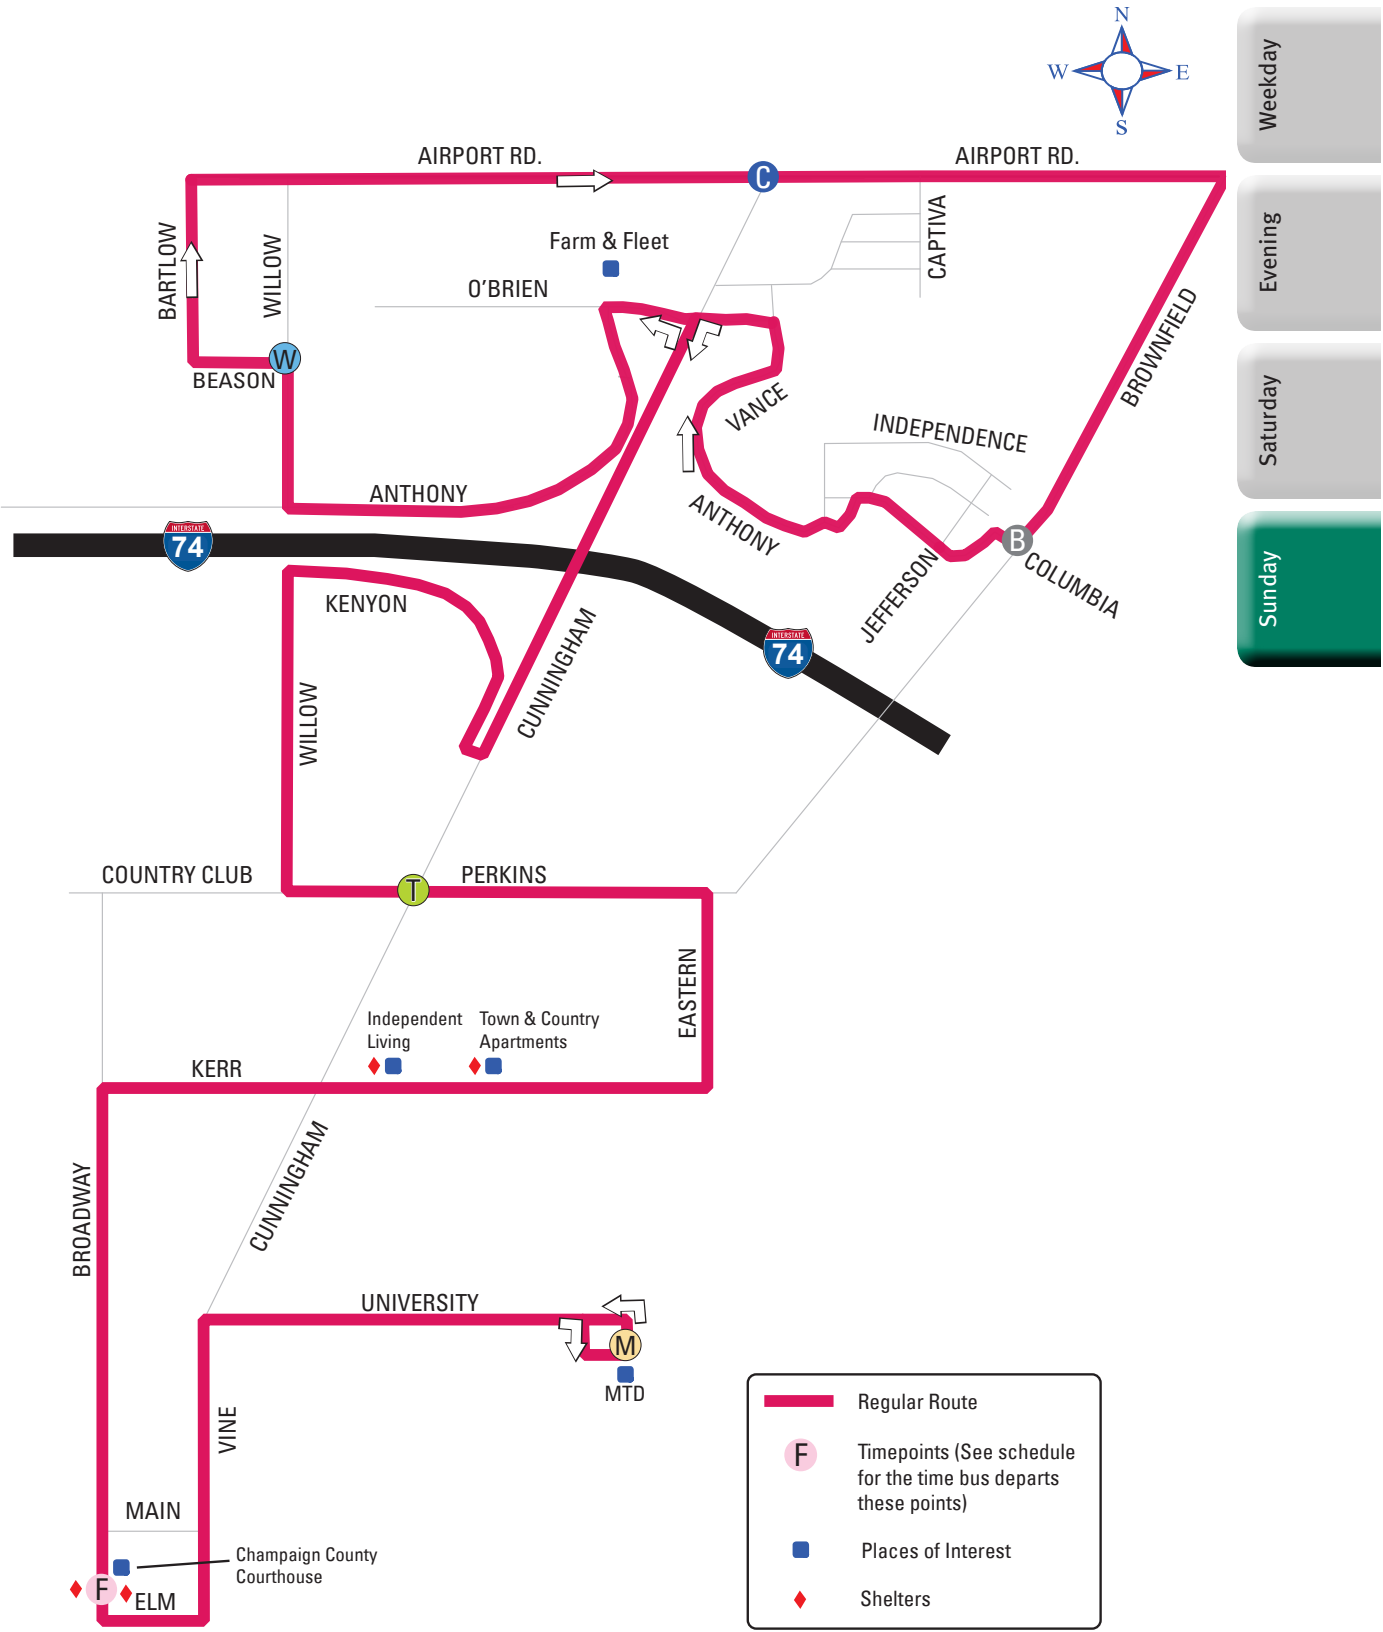 N
W
E
S
Weekday
Evening
Saturday
Sunday
AIRPORT RD.
AIRPORT RD.
C
BARTLOW
WILLOW
Farm & Fleet
O'BRIEN
CAPTIVA
BROWNFIELD
W
BEASON
VANCE
INDEPENDENCE
ANTHONY
ANTHONY
INTERSTATE
74
B
COLUMBIA
JEFFERSON
KENYON
CUNNINGHAM
INTERSTATE
74
WILLOW
COUNTRY CLUB
T
PERKINS
EASTERN
Independent
Living
Town & Country
Apartments
KERR
CUNNINGHAM
BROADWAY
UNIVERSITY
M
MTD
VINE
MAIN
Champaign County
Courthouse
F
ELM
Regular Route
F
Timepoints (See schedule
for the time bus departs
these points)
Places of Interest
Shelters